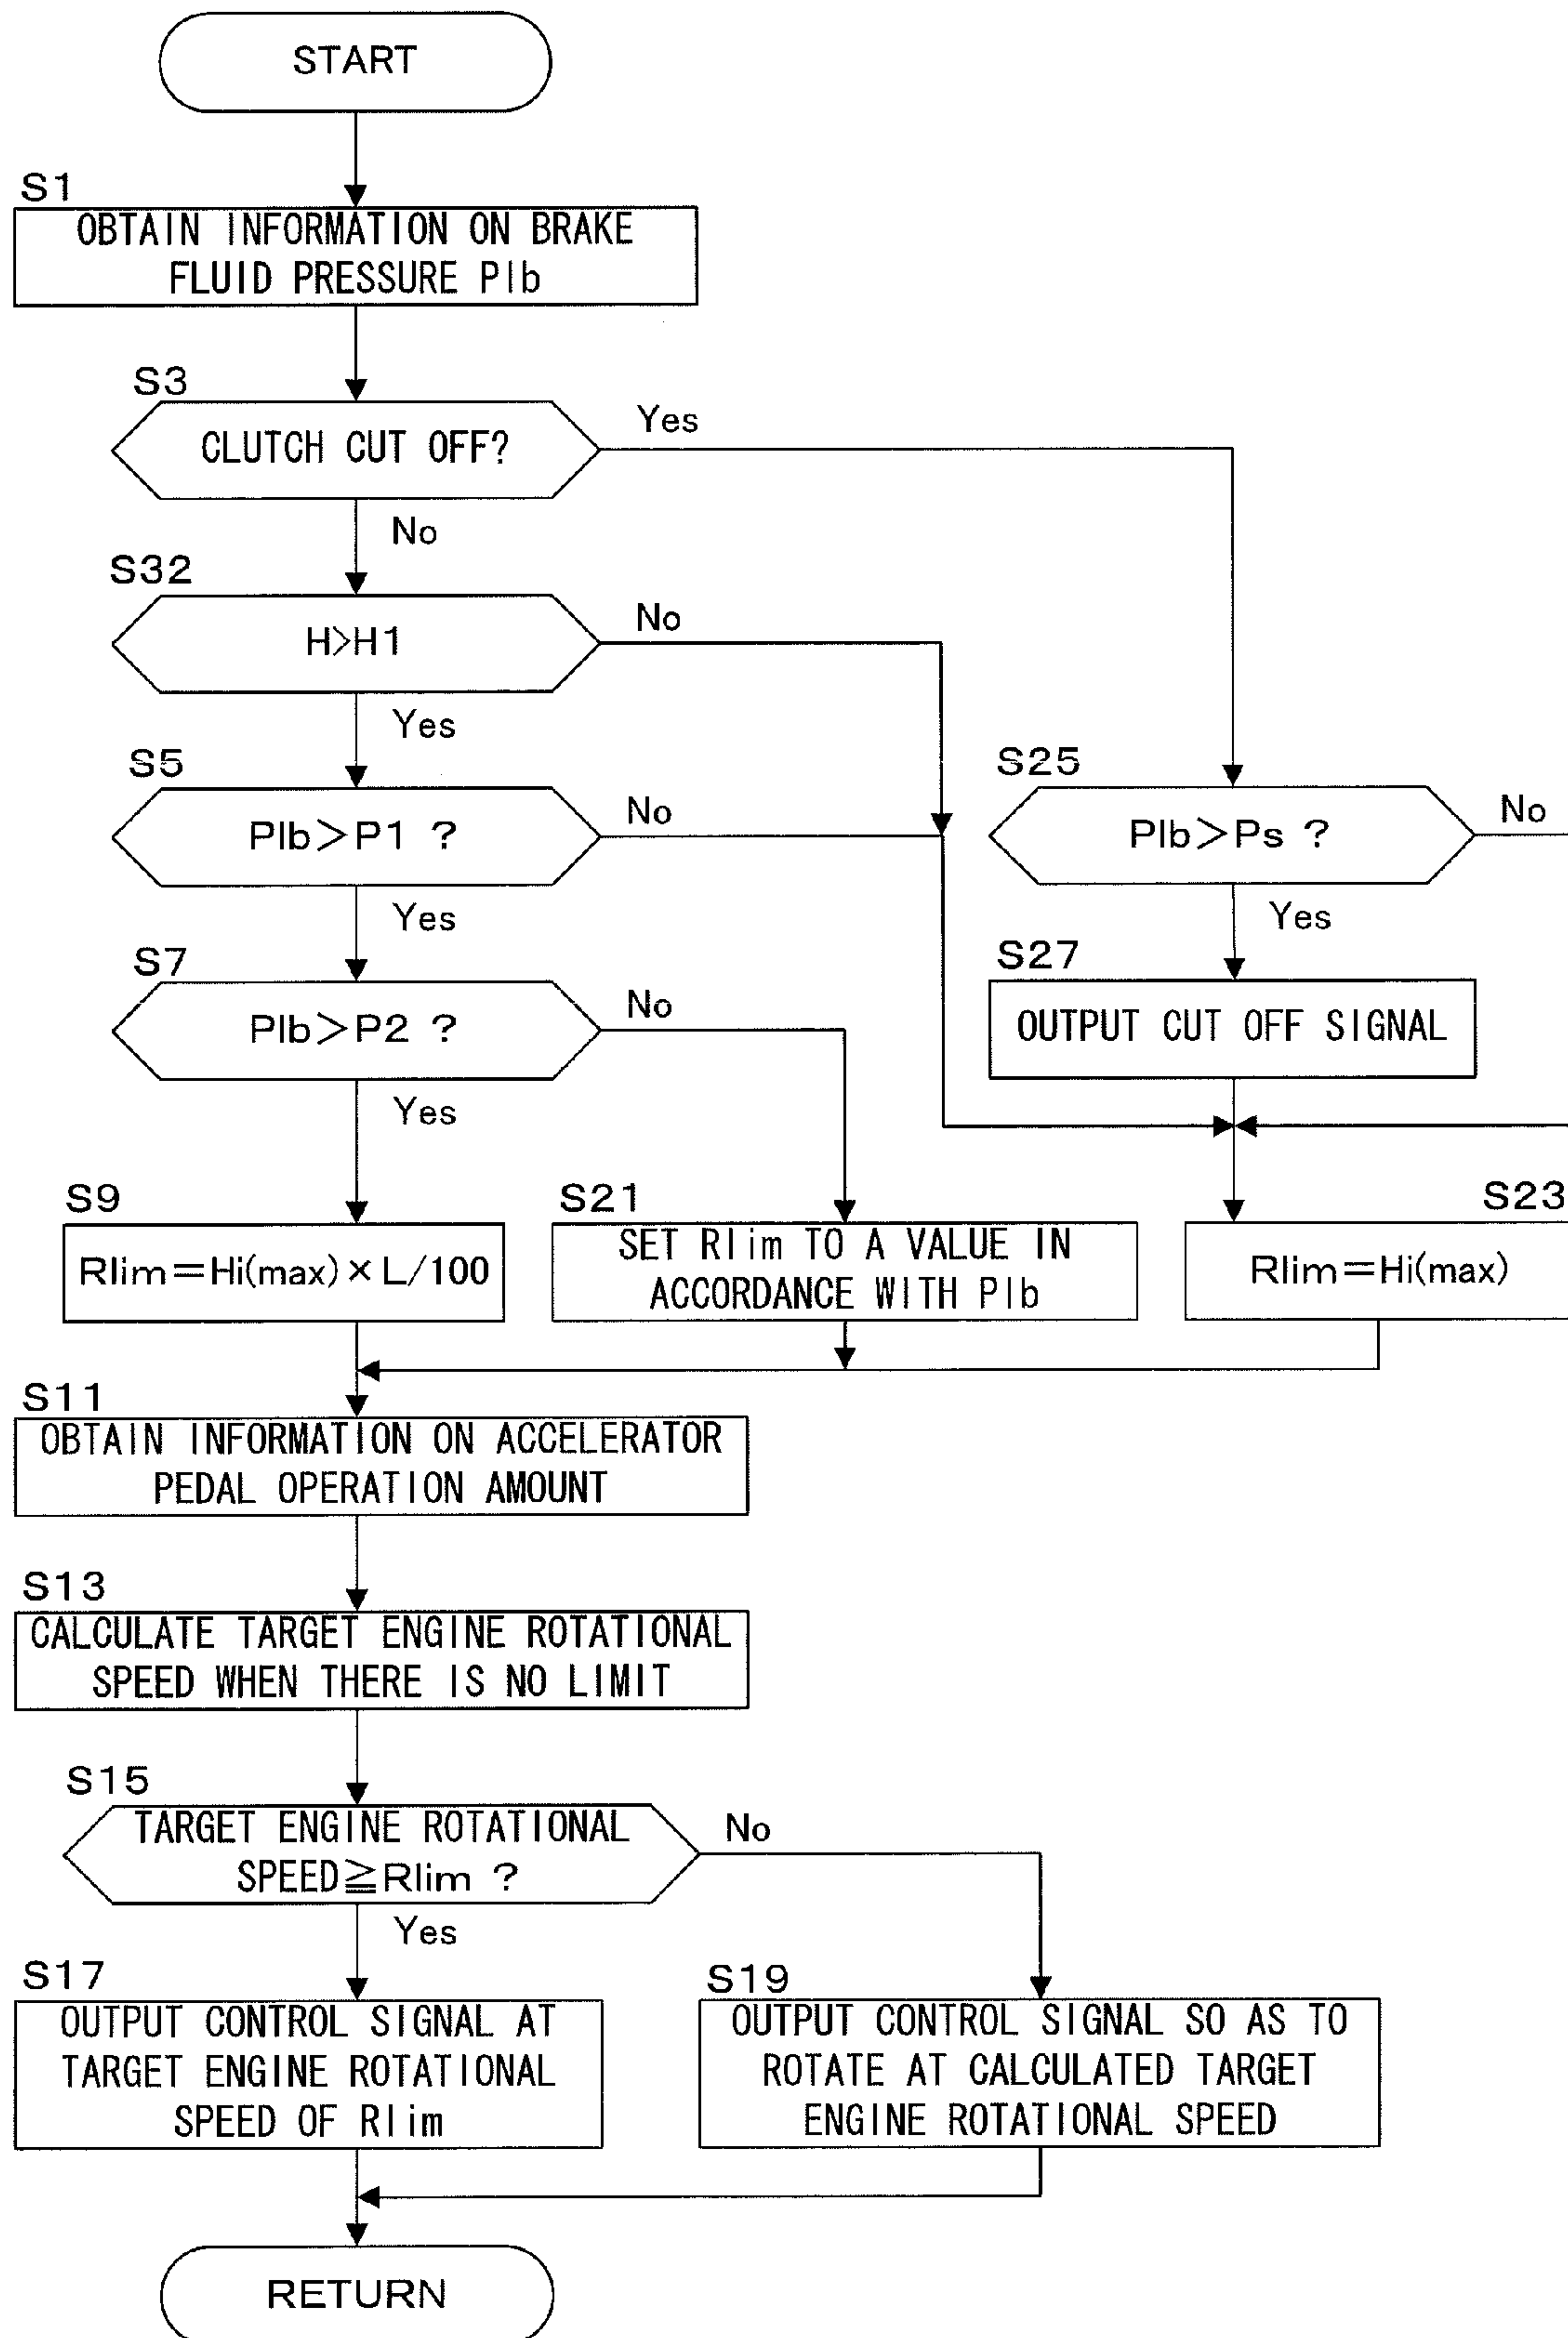 START
S1
OBTAIN INFORMATION ON BRAKE
FLUID PRESSURE Plb
S3
CLUTCH CUT OFF?
Yes
No
S32
H>H1
No
Yes
S5
Plb>P1 ?
No
Yes
S25
Plb>Ps ?
No
Yes
S7
Plb>P2 ?
No
Yes
S27
OUTPUT CUT OFF SIGNAL
S9
Rlim=Hi(max)×L/100
S21
SET Rlim TO A VALUE IN
ACCORDANCE WITH Plb
S23
Rlim=Hi(max)
S11
OBTAIN INFORMATION ON ACCELERATOR
PEDAL OPERATION AMOUNT
S13
CALCULATE TARGET ENGINE ROTATIONAL
SPEED WHEN THERE IS NO LIMIT
S15
TARGET ENGINE ROTATIONAL
SPEED≧Rlim ?
No
Yes
S17
OUTPUT CONTROL SIGNAL AT
TARGET ENGINE ROTATIONAL
SPEED OF Rlim
S19
OUTPUT CONTROL SIGNAL SO AS TO
ROTATE AT CALCULATED TARGET
ENGINE ROTATIONAL SPEED
RETURN